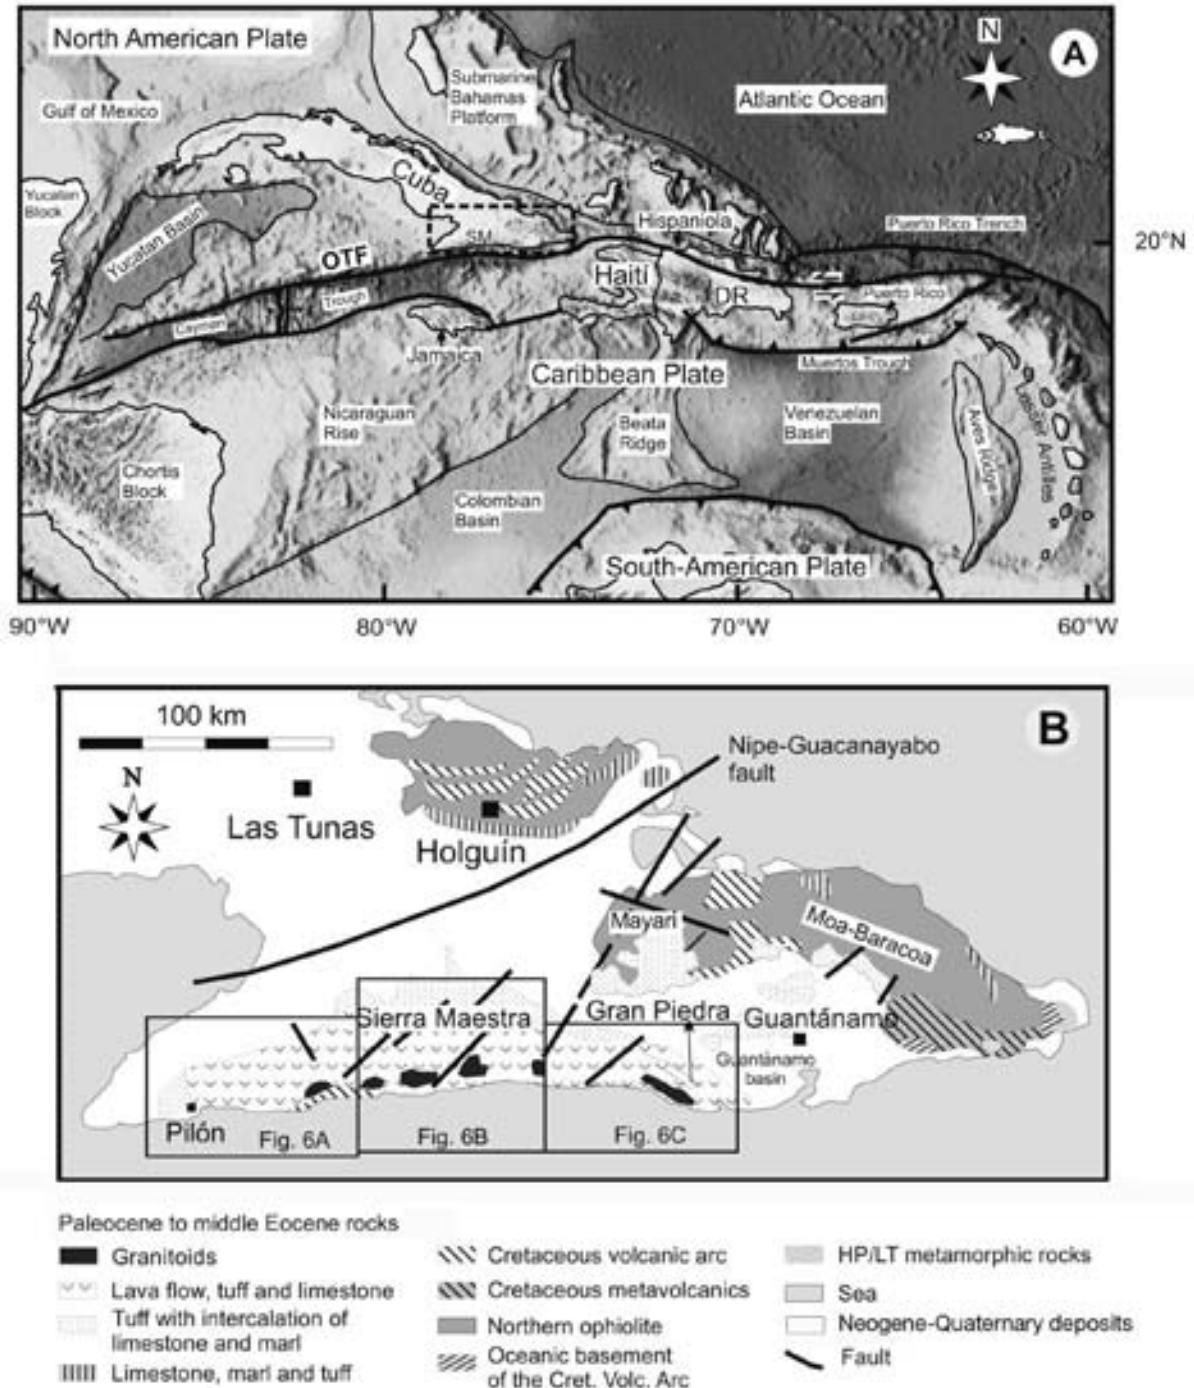 North American Plate
N
A
Gulf of Mexico
Submarine
Bahamas
Platform
Atlantic Ocean
Yucatan
Block
Cuba
Yucatan Basin
SM
Hispaniola
Puerto Rico Trench
20°N
OTF
Haití
DR
Trough
Cayman
Puerto Rico
Jamaica
Muertos Trough
Caribbean Plate
Nicaraguan
Rise
Beata
Ridge
Venezuelan
Basin
Aves Ridge
Lesser Antilles
Chortis
Block
Colombian
Basin
South-American Plate
90°W
80°W
70°W
60°W
100 km
B
N
Nipe-Guacanayabo
fault
Las Tunas
Holguín
Mayarí
Moa-Baracoa
Sierra Maestra
Gran Piedra
Guantánamo
Guantánamo
basin
Pilón
Fig. 6A
Fig. 6B
Fig. 6C
Paleocene to middle Eocene rocks
Granitoids
Lava flow, tuff and limestone
Tuff with intercalation of
limestone and marl
Limestone, marl and tuff
Cretaceous volcanic arc
Cretaceous metavolcanics
Northern ophiolite
Oceanic basement
of the Cret. Volc. Arc
HP/LT metamorphic rocks
Sea
Neogene-Quaternary deposits
Fault